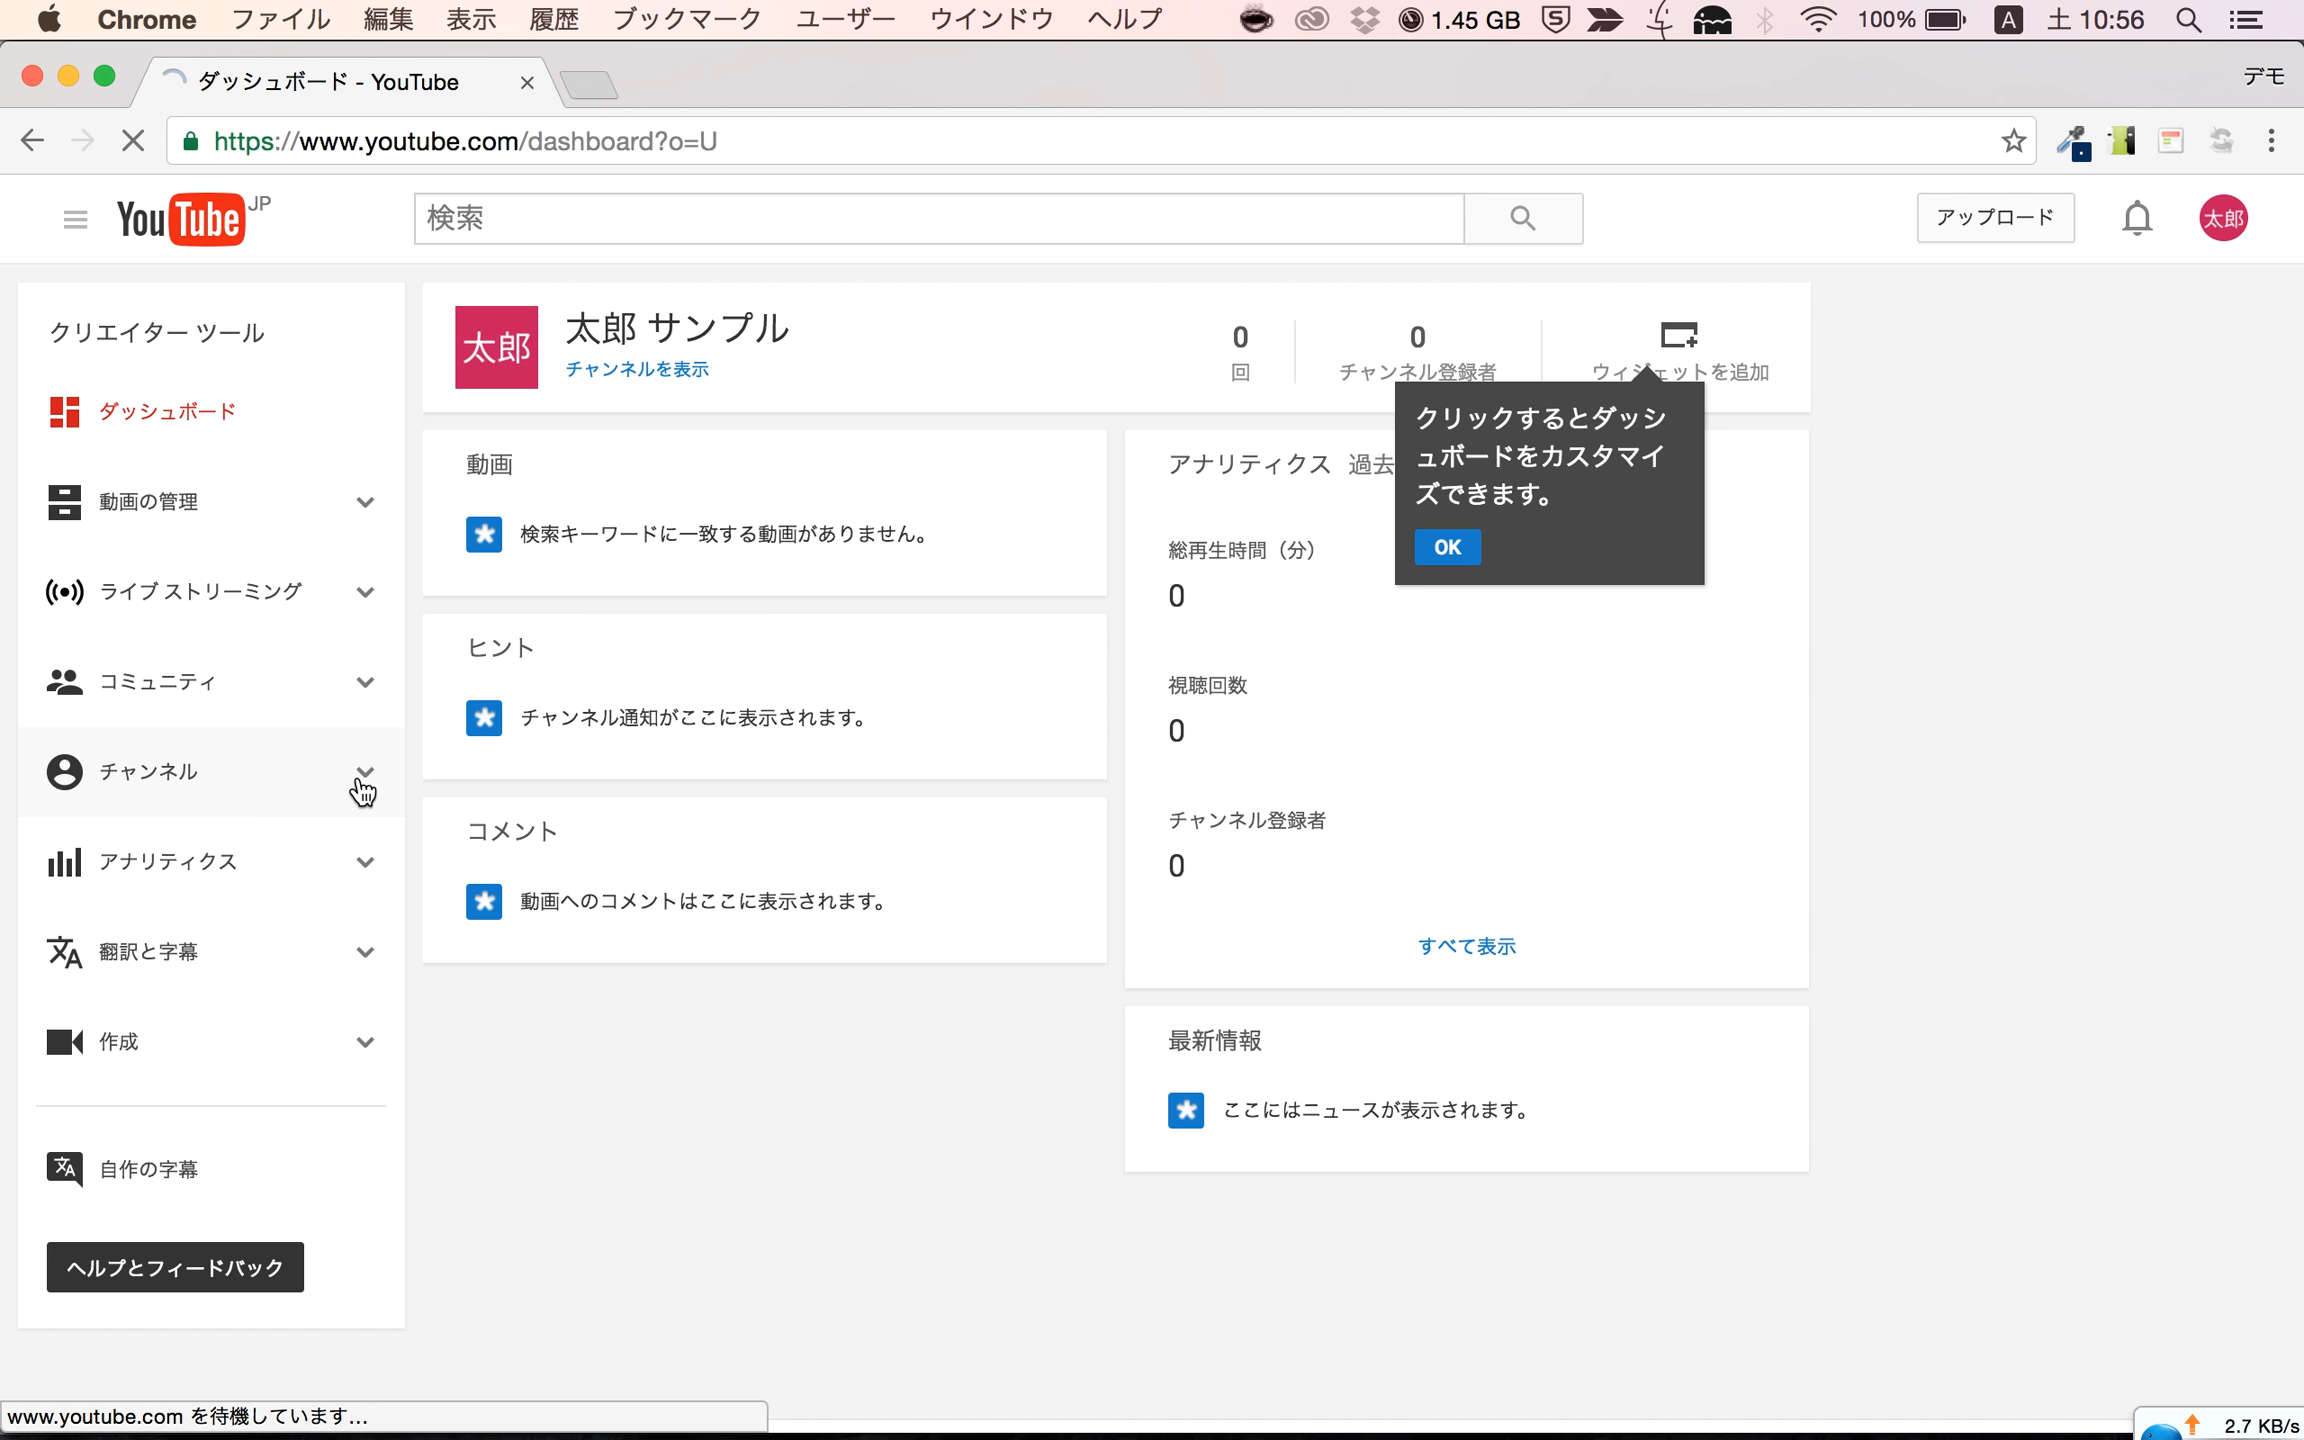 Chrome ファイル 編集 表示 履歴 ブックマーク ユーザー ウインドウ ヘルプ 1.45 GB 100% A 土 10:56
ダッシュボード - YouTube デモ
https://www.youtube.com/dashboard?o=U
YouTube JP 検索 アップロード 太郎
クリエイター ツール
ダッシュボード
動画の管理
ライブ ストリーミング
コミュニティ
チャンネル
アナリティクス
翻訳と字幕
作成
自作の字幕
ヘルプとフィードバック
太郎
太郎 サンプル
チャンネルを表示
0
回
0
チャンネル登録者
ウィジェットを追加
クリックするとダッシ
ュボードをカスタマイ
ズできます。
OK
動画
検索キーワードに一致する動画がありません。
ヒント
チャンネル通知がここに表示されます。
コメント
動画へのコメントはここに表示されます。
アナリティクス 過去
総再生時間（分）
0
視聴回数
0
チャンネル登録者
0
すべて表示
最新情報
ここにはニュースが表示されます。
www.youtube.com を待機しています...
2.7 KB/s